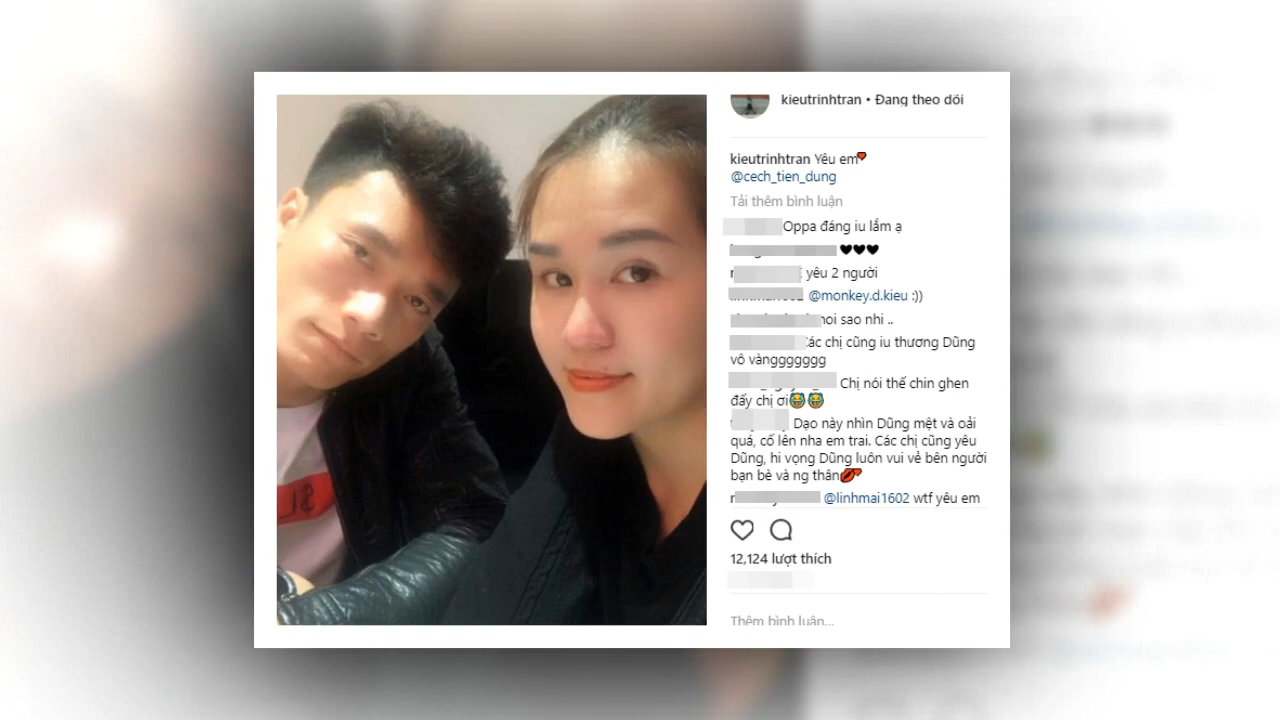 kieutrinhtran • Đang theo dõi
kieutrinhtran Yêu em
@cech_tien_dung
Tải thêm bình luận
Oppa đáng iu lắm ạ
yêu 2 người
@monkey.d.kieu :))
noi sao nhi ..
Các chị cũng iu thương Dũng
vô vàngggggg
Chị nói thế chin ghen
đấy chị ơi
Dạo này nhìn Dũng mệt và oải
quá, cố lên nha em trai. Các chị cũng yêu
Dũng, hi vọng Dũng luôn vui vẻ bên người
bạn bè và ng thân
@linhmai1602 wtf yêu em
12,124 lượt thích
Thêm bình luận...